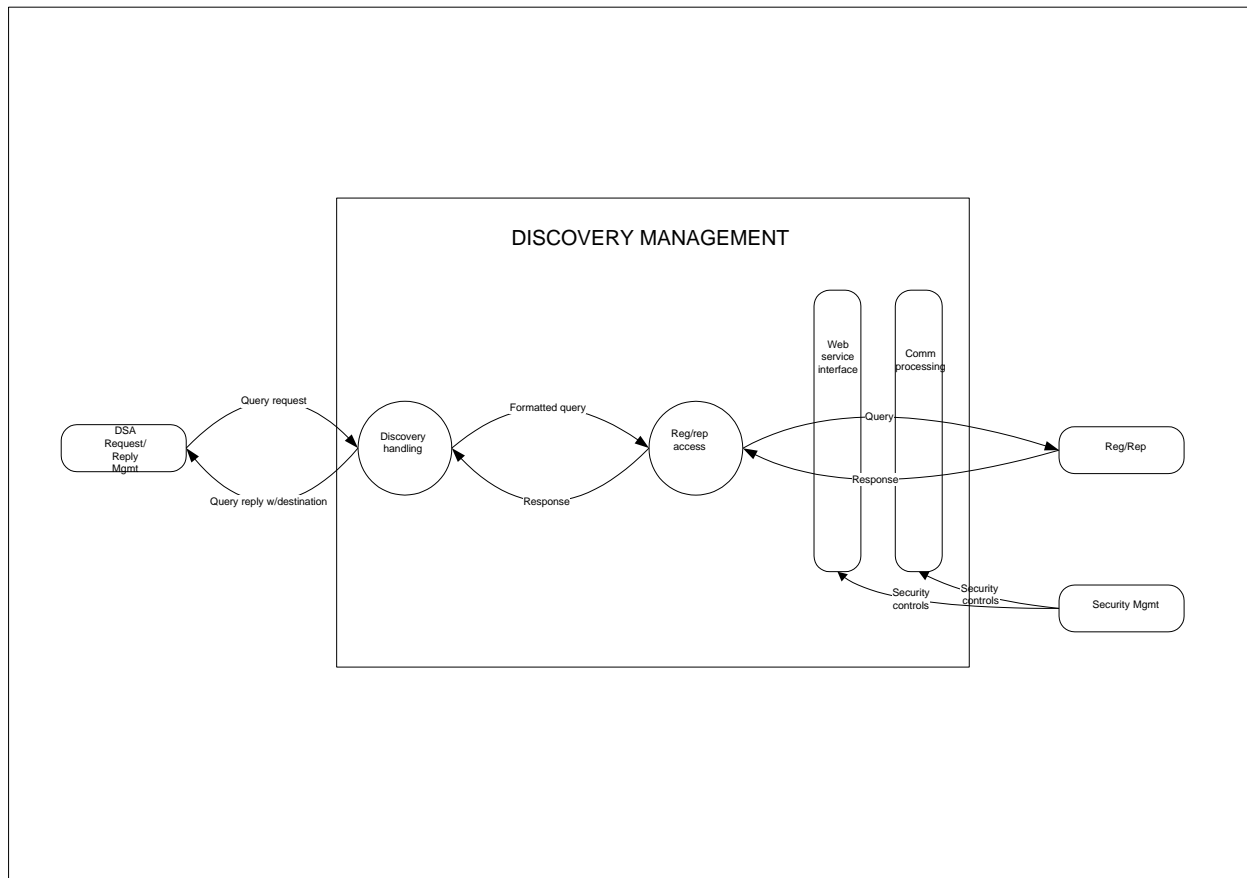 DISCOVERY MANAGEMENT
Web
service
interface
Comm
processing
Query request
Formatted query
Query
DSA
Request/
Reply
Mgmt
Discovery
handling
Reg/rep
access
Reg/Rep
Query reply w/destination
Response
Response
Security
controls
Security
controls
Security Mgmt